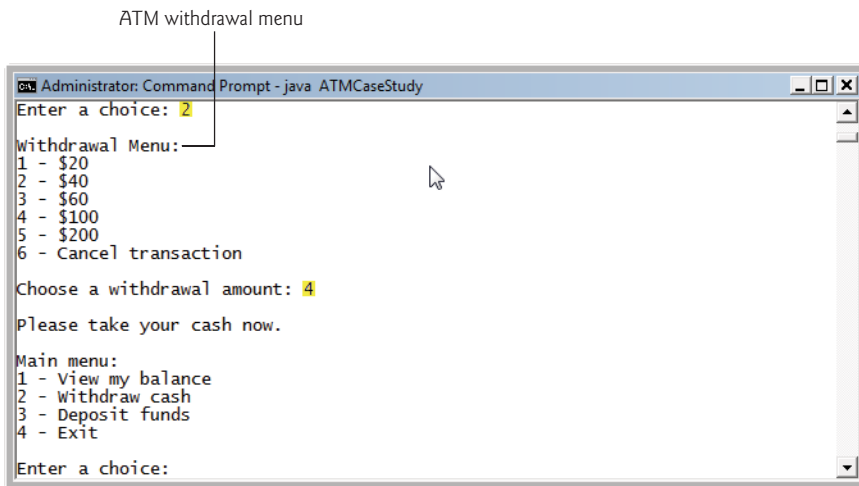 ATM withdrawal menu
Administrator: Command Prompt - java ATMCaseStudy
Enter a choice: 2
Withdrawal Menu:
1 - $20
2 - $40
3 - $60
4 - $100
5 - $200
6 - Cancel transaction
Choose a withdrawal amount: 4
Please take your cash now.
Main menu:
1 - View my balance
2 - Withdraw cash
3 - Deposit funds
4 - Exit
Enter a choice: